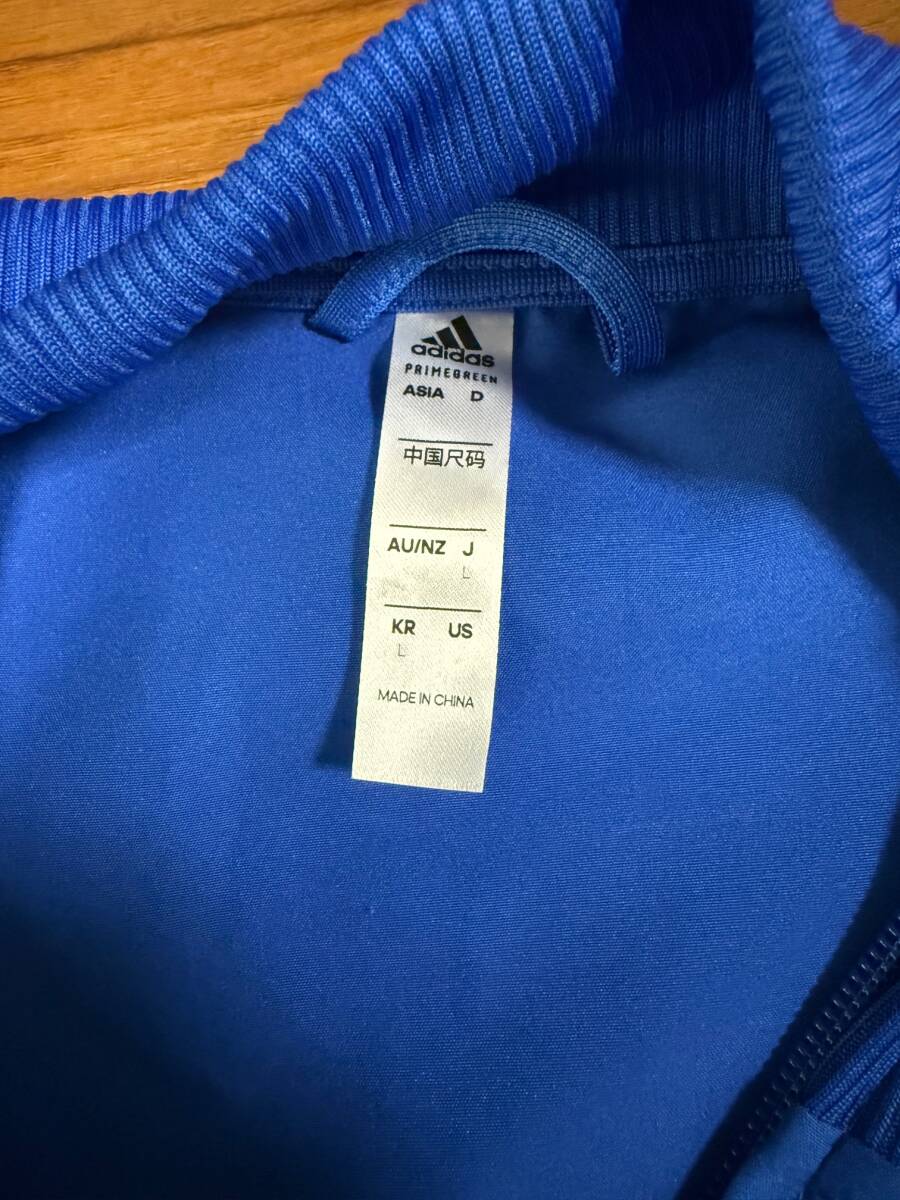 adidas
PRIMEGREEN
ASIA D
中国尺码
AU/NZ J
L
KR US
L
MADE IN CHINA